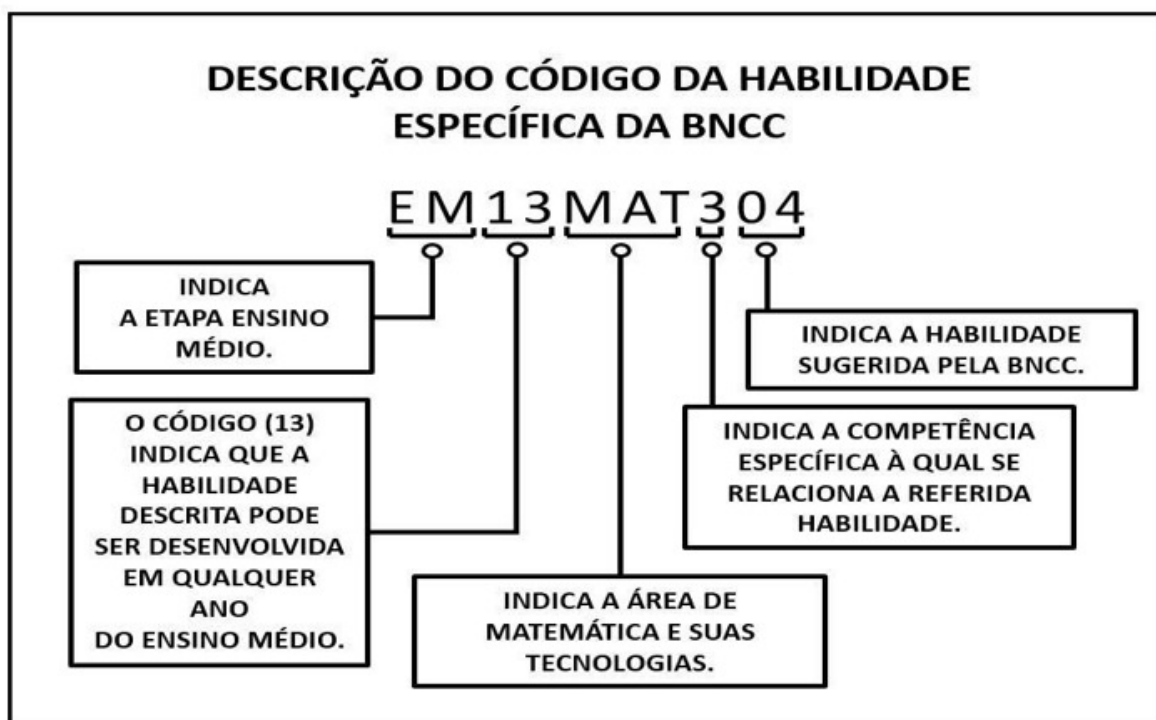 DESCRIÇÃO DO CÓDIGO DA HABILIDADE
ESPECÍFICA DA BNCC
EM13MAT304
INDICA
A ETAPA ENSINO
MÉDIO.
O CÓDIGO (13)
INDICA QUE A
HABILIDADE
DESCRITA PODE
SER DESENVOLVIDA
EM QUALQUER
ANO
DO ENSINO MÉDIO.
INDICA A ÁREA DE
MATEMÁTICA E SUAS
TECNOLOGIAS.
INDICA A COMPETÊNCIA
ESPECÍFICA À QUAL SE
RELACIONA A REFERIDA
HABILIDADE.
INDICA A HABILIDADE
SUGERIDA PELA BNCC.